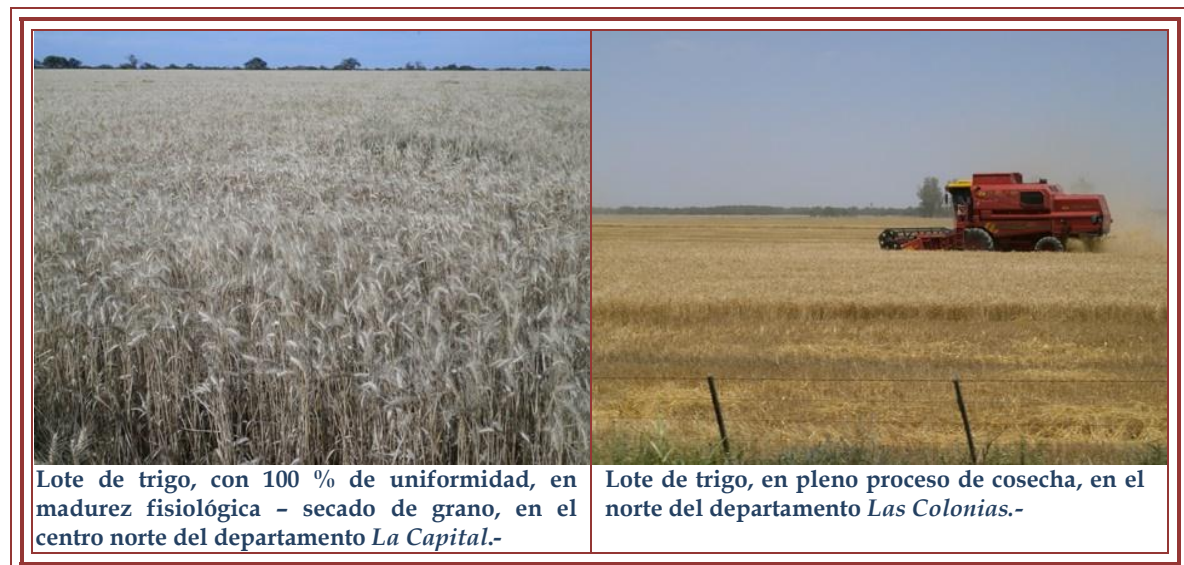 Lote de trigo, con 100 % de uniformidad, en
madurez fisiológica – secado de grano, en el
centro norte del departamento La Capital.-
Lote de trigo, en pleno proceso de cosecha, en el
norte del departamento Las Colonias.-